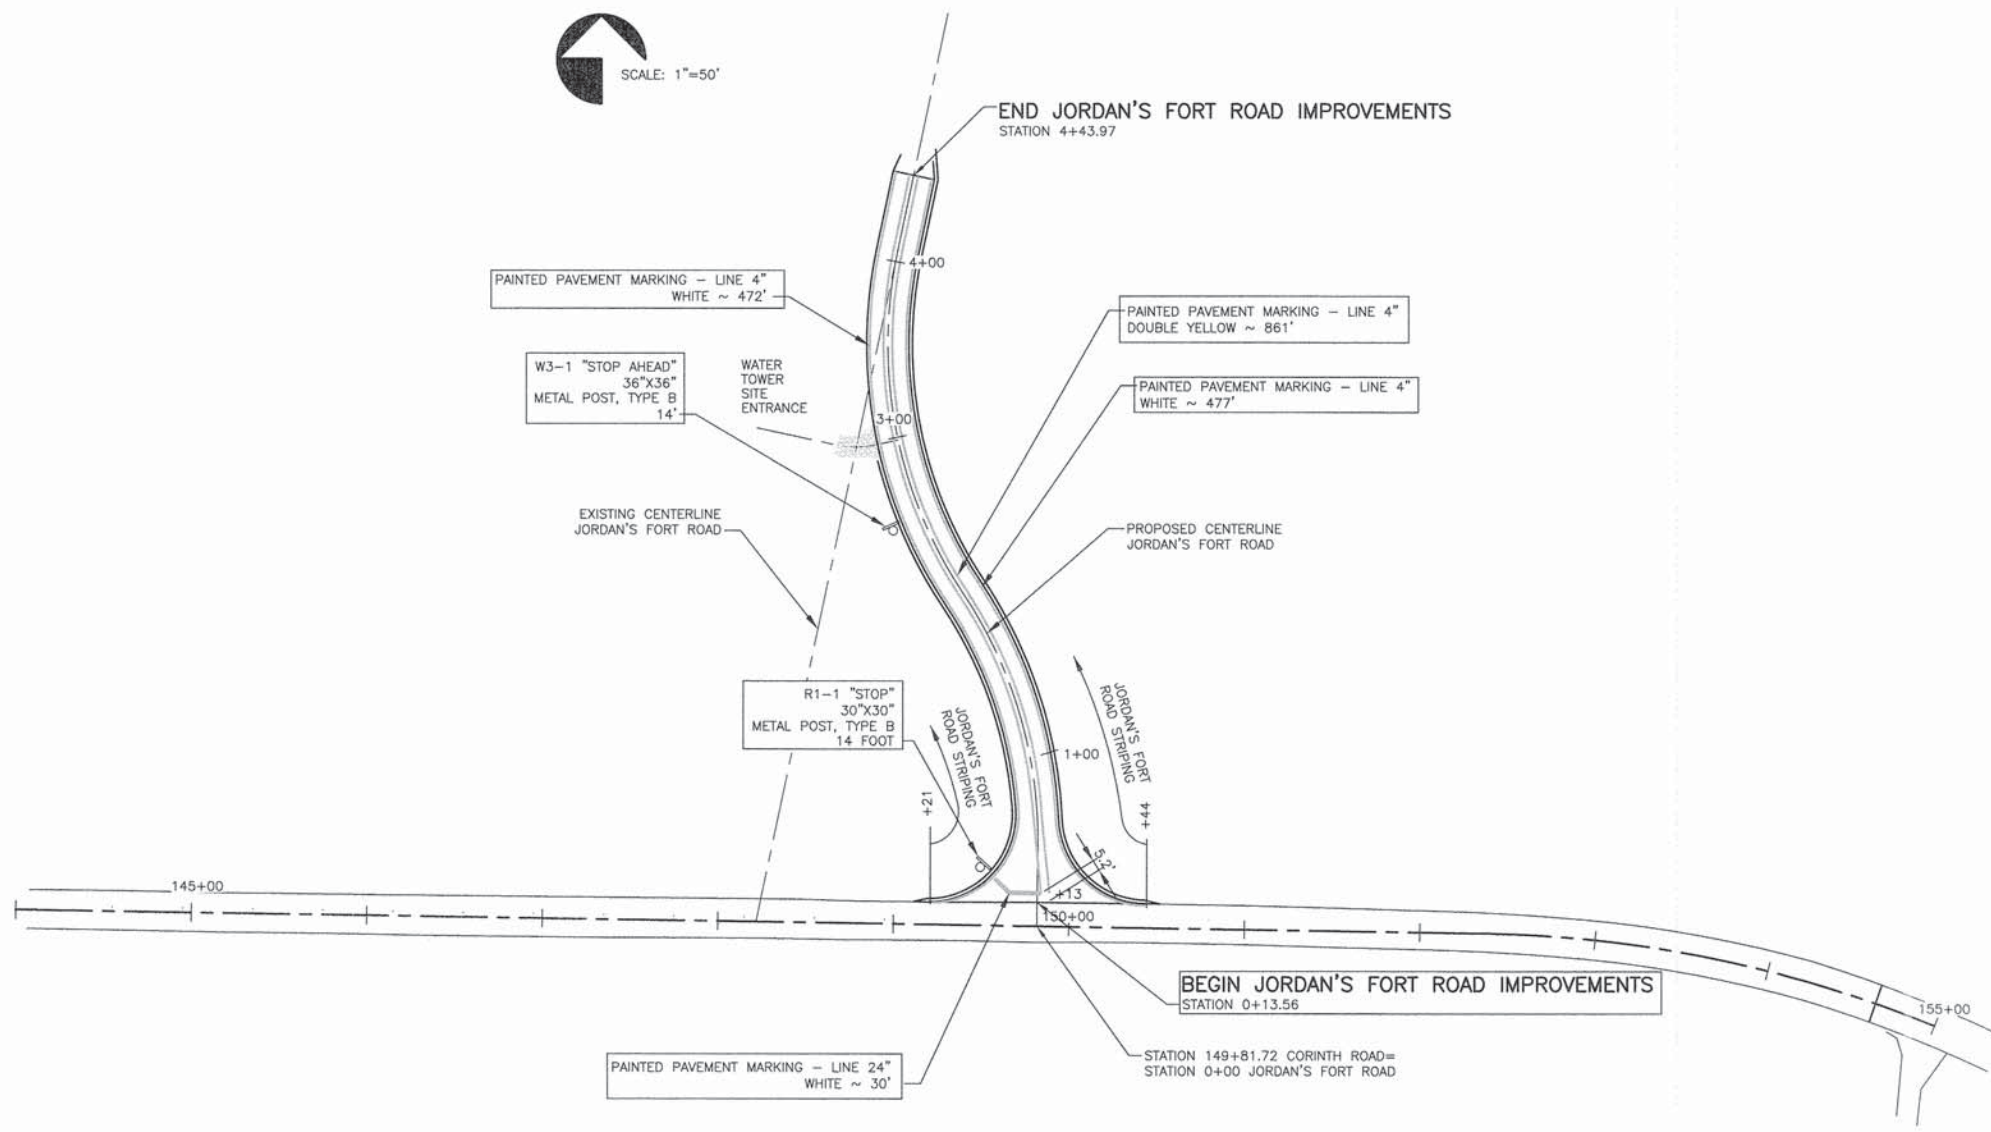 SCALE: 1"=50'
END JORDAN'S FORT ROAD IMPROVEMENTS
STATION 4+43.97
4+00
PAINTED PAVEMENT MARKING – LINE 4"
WHITE ~ 472'
PAINTED PAVEMENT MARKING – LINE 4"
DOUBLE YELLOW ~ 861'
W3–1 "STOP AHEAD"
36"X36"
METAL POST, TYPE B
14'
WATER
TOWER
SITE
ENTRANCE
PAINTED PAVEMENT MARKING – LINE 4"
WHITE ~ 477'
3+00
EXISTING CENTERLINE
JORDAN'S FORT ROAD
PROPOSED CENTERLINE
JORDAN'S FORT ROAD
R1–1 "STOP"
30"X30"
METAL POST, TYPE B
14 FOOT
JORDAN'S FORT
ROAD STRIPING
JORDAN'S FORT
ROAD STRIPING
1+00
+21
+44
5.2'
+13
145+00
150+00
BEGIN JORDAN'S FORT ROAD IMPROVEMENTS
STATION 0+13.56
155+00
STATION 149+81.72 CORINTH ROAD=
STATION 0+00 JORDAN'S FORT ROAD
PAINTED PAVEMENT MARKING – LINE 24"
WHITE ~ 30'